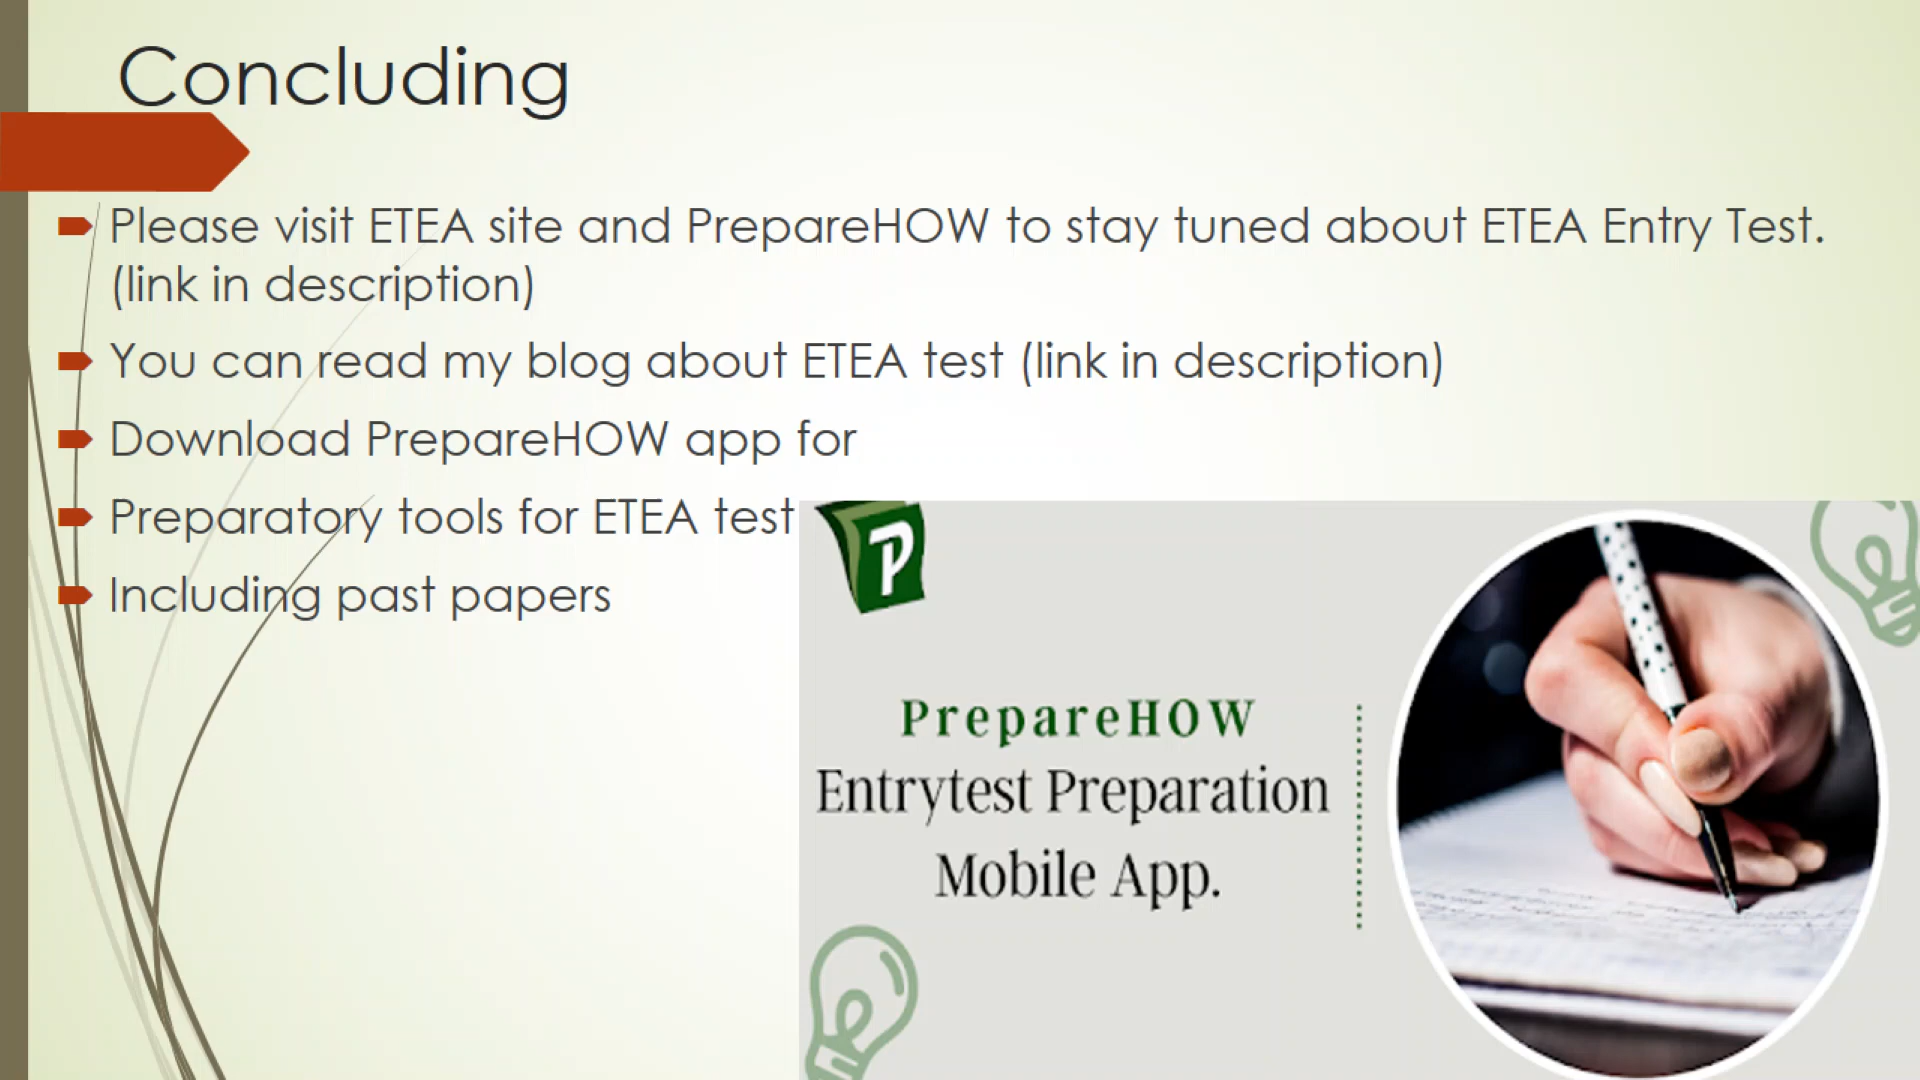 Concluding
Please visit ETEA site and PrepareHOW to stay tuned about ETEA Entry Test.
(link in description)
You can read my blog about ETEA test (link in description)
Download PrepareHOW app for
Preparatory tools for ETEA test
Including past papers
P
PrepareHOW
Entrytest Preparation
Mobile App.